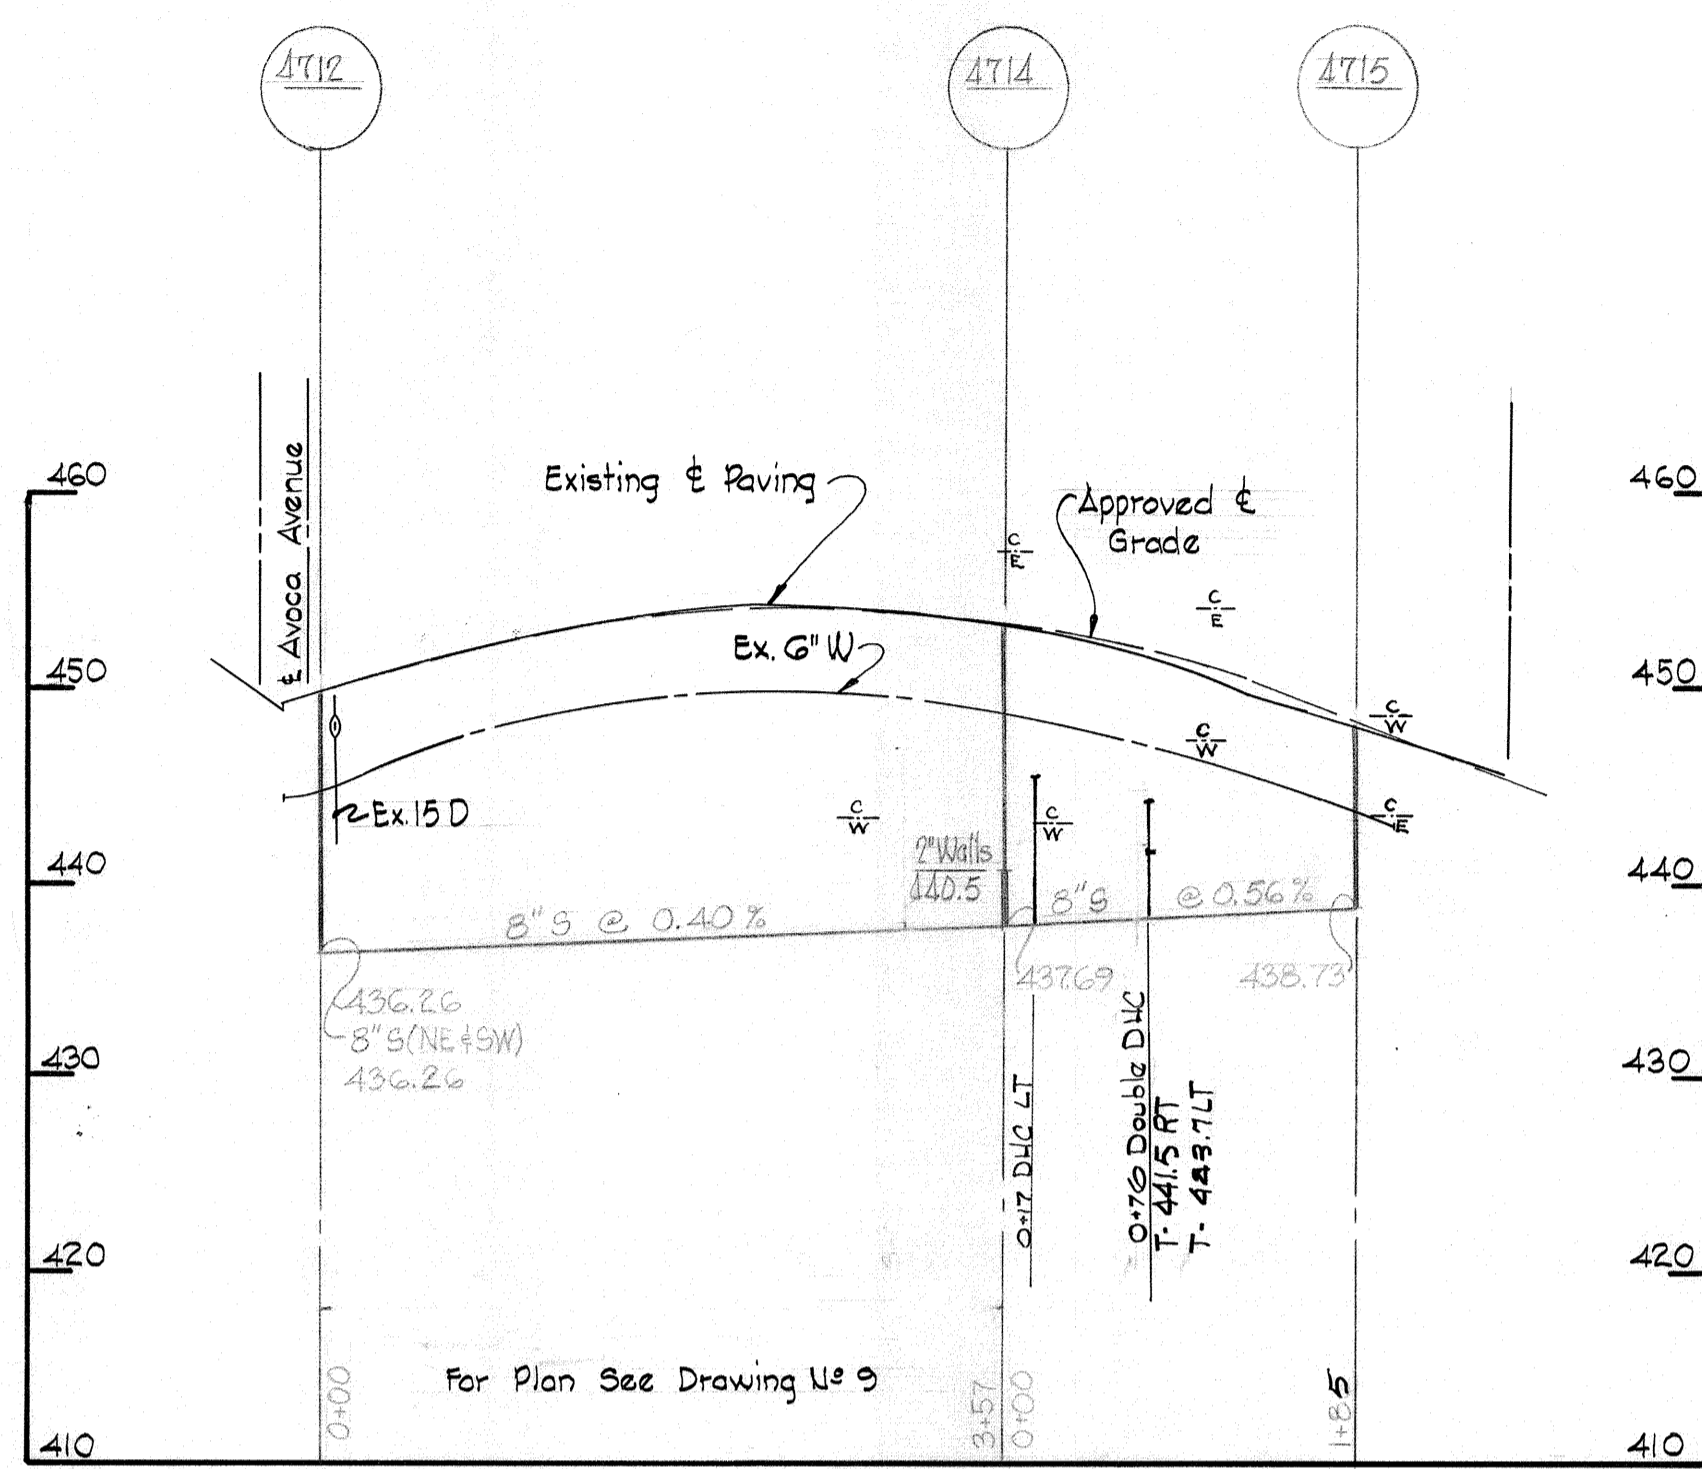 4712
4714
4715
460
460
℄ Avoca Avenue
Existing ℄ Paving
Approved ℄
Grade
C
E
C
E
Ex. 6" W
450
450
C
W
C
W
Ex. 15 D
C
W
C
W
C
E
2" Walls
440.5
440
440
8" S @ 0.40 %
8" S @ 0.56 %
437.69
438.73
436.26
8" S (NE & SW)
436.26
430
430
0+17 DHC LT
0+76 Double DHC
T- 441.5 RT
T- 443.7 LT
420
420
0+00
For Plan See Drawing Nº 9
3+57
0+00
1+85
410
410